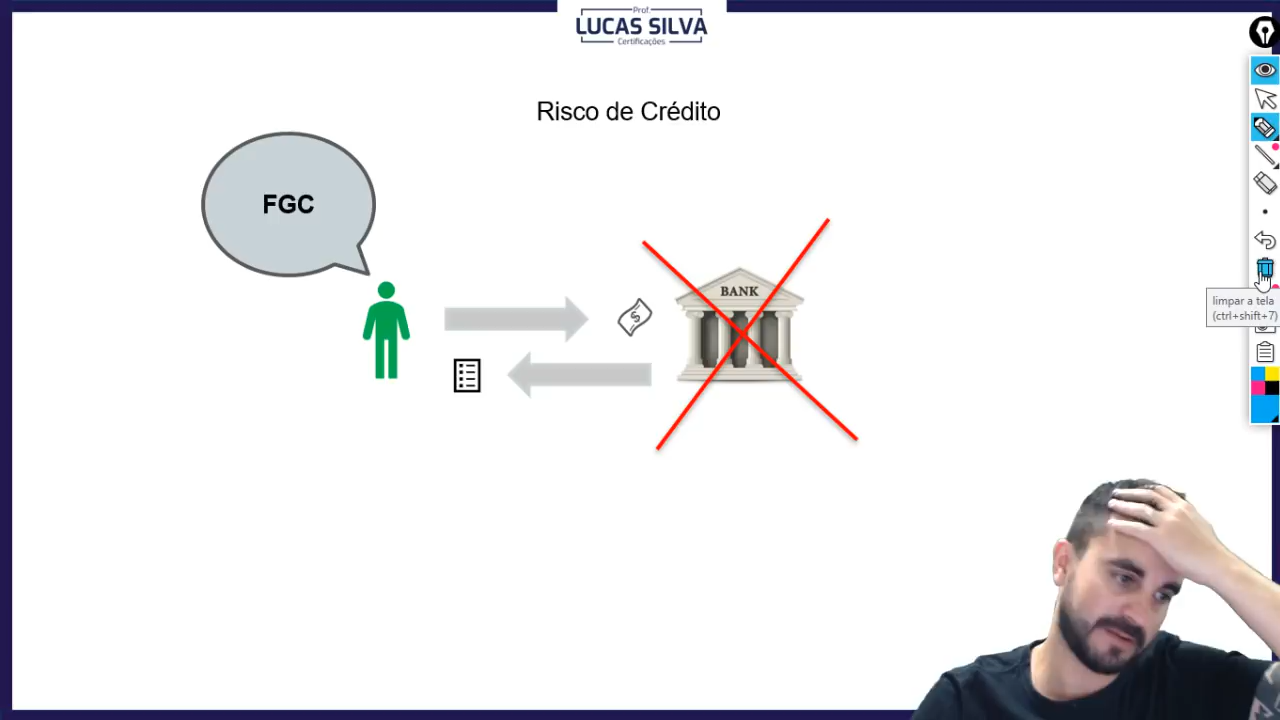 Prof.
LUCAS SILVA
Certificações
Risco de Crédito
FGC
BANK
$
limpar a tela
(ctrl+shift+7)